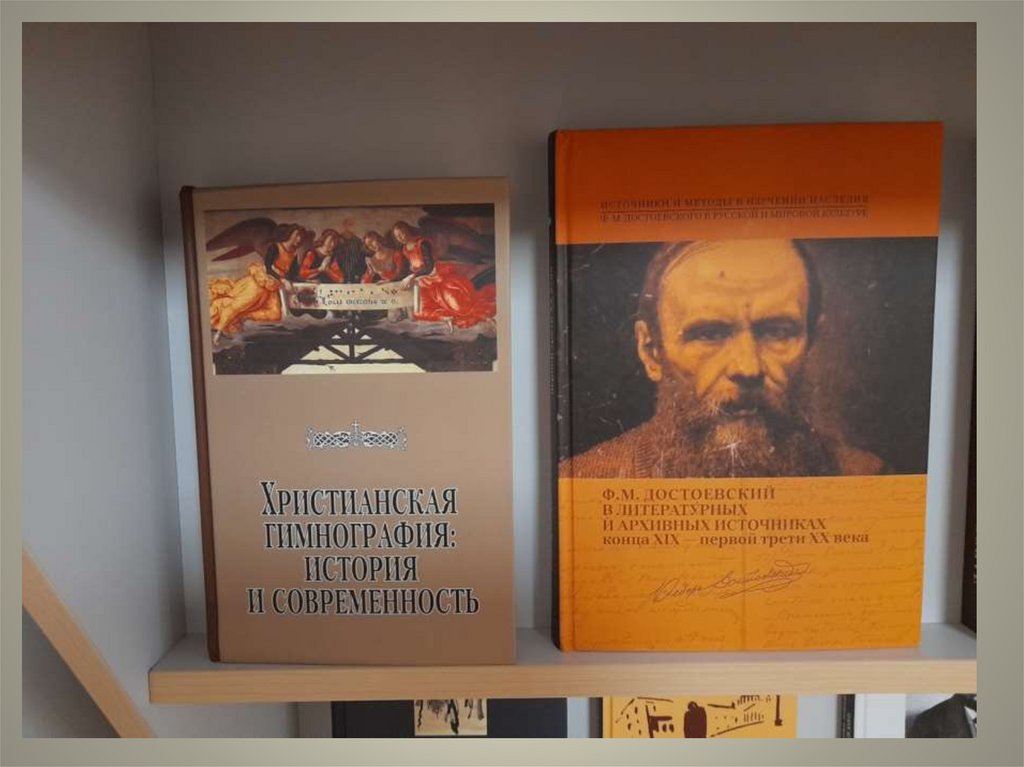 Христианская
гимнография:
история
и современность
ИСТОЧНИКИ И МЕТОДЫ В ИЗУЧЕНИИ НАСЛЕДИЯ
Ф.М. ДОСТОЕВСКОГО В РУССКОЙ И МИРОВОЙ КУЛЬТУРЕ
Ф.М. ДОСТОЕВСКИЙ
В ЛИТЕРАТУРНЫХ
И АРХИВНЫХ ИСТОЧНИКАХ
конца XIX — первой трети XX века